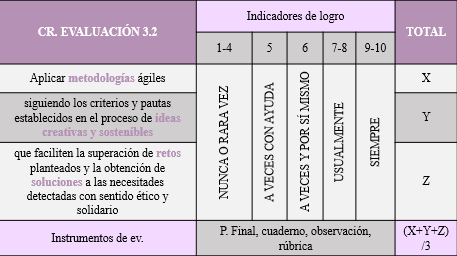 CR. EVALUACIÓN 3.2
Indicadores de logro
TOTAL
1-4
5
6
7-8
9-10
Aplicar metodologías ágiles
X
siguiendo los criterios y pautas
establecidos en el proceso de ideas
creativas y sostenibles
Y
que faciliten la superación de retos
planteados y la obtención de
soluciones a las necesidades
detectadas con sentido ético y
solidario
Z
NUNCA O RARA VEZ
A VECES CON AYUDA
A VECES Y POR SÍ MISMO
USUALMENTE
SIEMPRE
Instrumentos de ev.
P. Final, cuaderno, observación,
rúbrica
(X+Y+Z)
/3